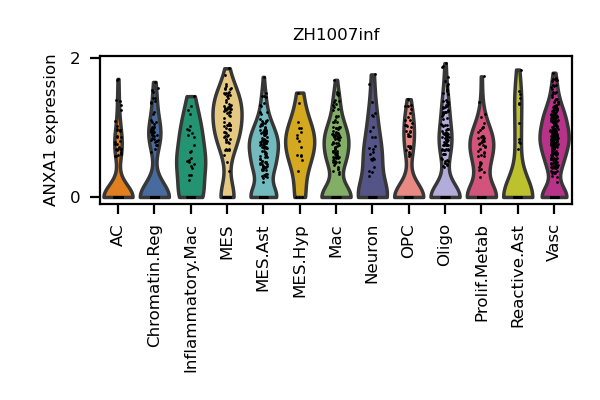 ZH1007inf
ANXA1 expression
2
0
AC
Chromatin.Reg
Inflammatory.Mac
MES
MES.Ast
MES.Hyp
Mac
Neuron
OPC
Oligo
Prolif.Metab
Reactive.Ast
Vasc